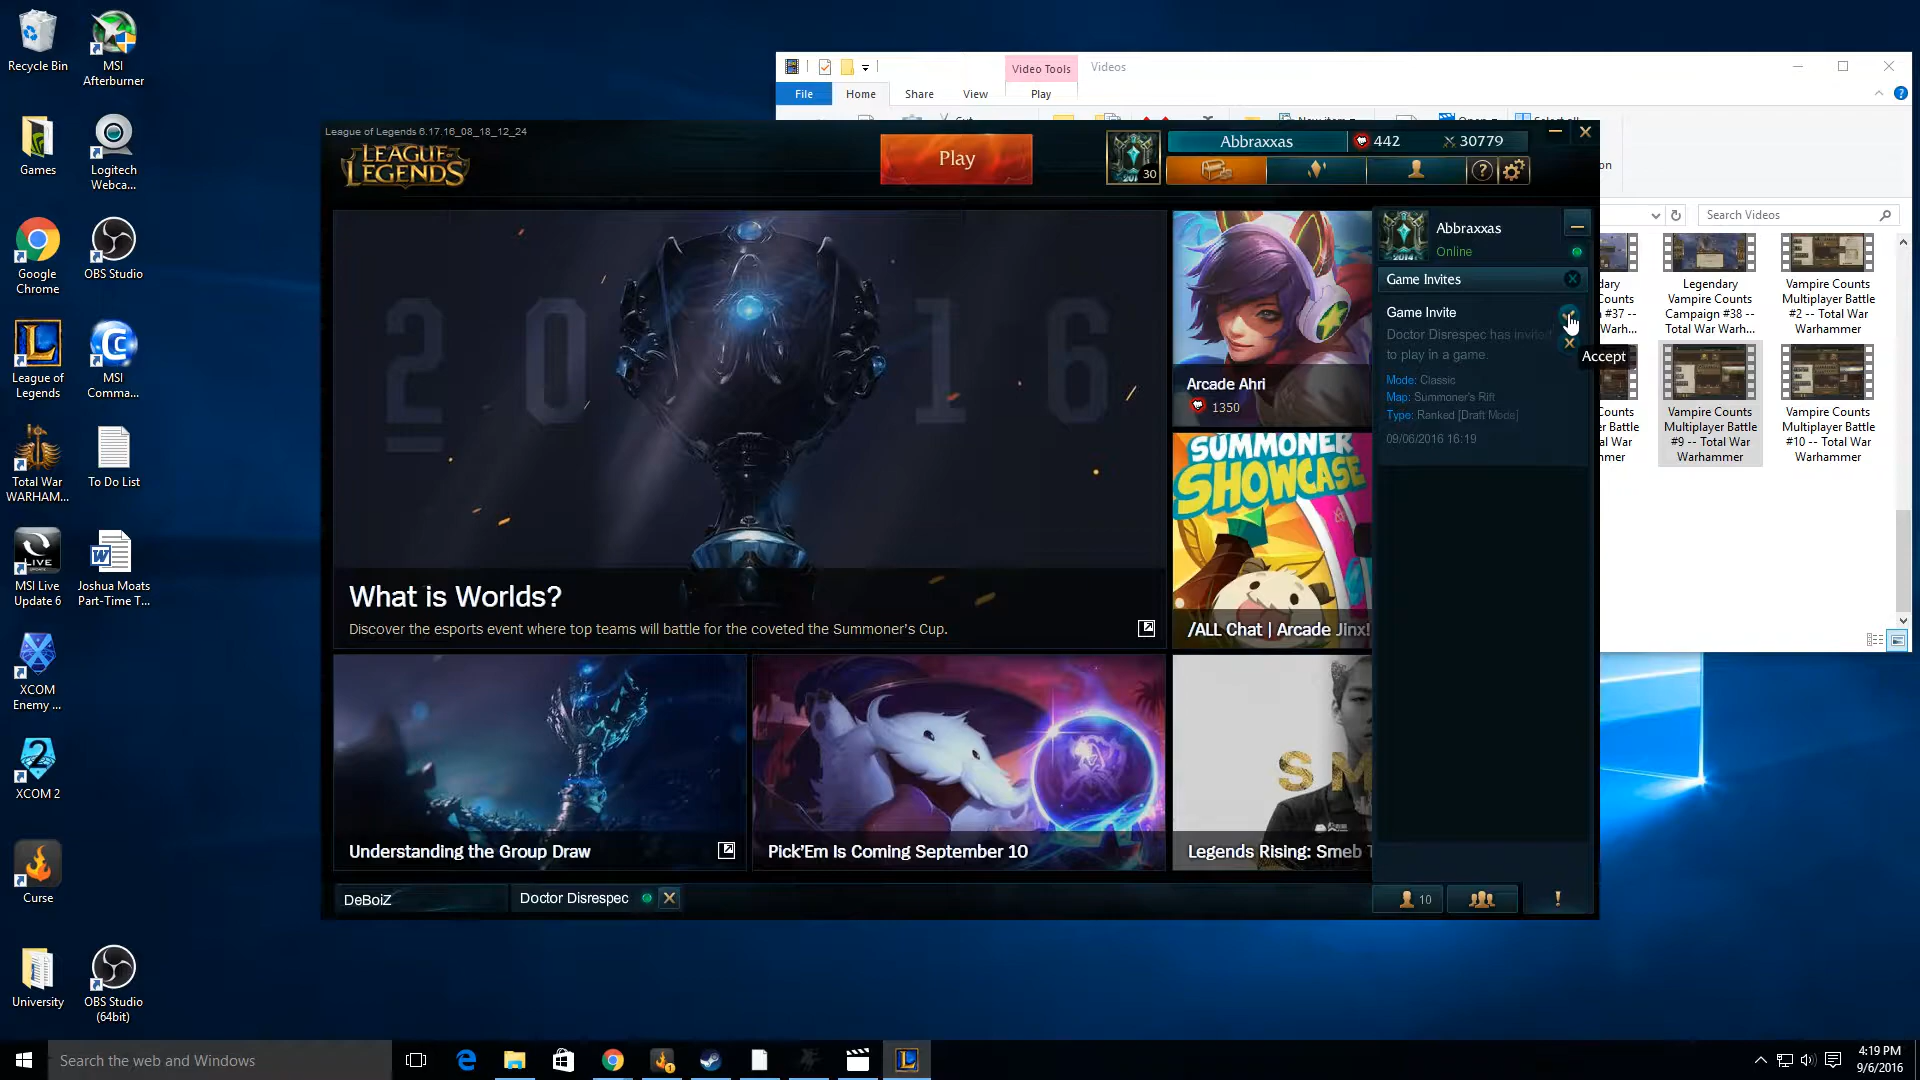 Recycle Bin
MSI
Afterburner
Games
Logitech
Webca...
Google
Chrome
OBS Studio
League of
Legends
MSI
Comma...
Total War
WARHAM...
To Do List
MSI Live
Update 6
Joshua Moats
Part-Time T...
XCOM
Enemy ...
XCOM 2
Curse
University
OBS Studio
(64bit)
Video Tools
Videos
File
Home
Share
View
Play
Search Videos
Legendary
Vampire Counts
Campaign #38 --
Total War Warh...
Vampire Counts
Multiplayer Battle
#2 -- Total War
Warhammer
Vampire Counts
Multiplayer Battle
#9 -- Total War
Warhammer
Vampire Counts
Multiplayer Battle
#10 -- Total War
Warhammer
League of Legends 6.17.16_08_18_12_24
LEAGUE OF
LEGENDS
Play
30
Abbraxxas
442
30779
2016
What is Worlds?
Discover the esports event where top teams will battle for the coveted the Summoner's Cup.
Arcade Ahri
1350
SUMMONER
SHOWCASE
/ALL Chat | Arcade Jinx!
Understanding the Group Draw
Pick'Em Is Coming September 10
Legends Rising: Smeb
Abbraxxas
Online
2014
Game Invites
Game Invite
Doctor Disrespec has invited
to play in a game.
Accept
Mode: Classic
Map: Summoner's Rift
Type: Ranked [Draft Mode]
09/06/2016 16:19
DeBoiZ
Doctor Disrespec
10
Search the web and Windows
4:19 PM
9/6/2016